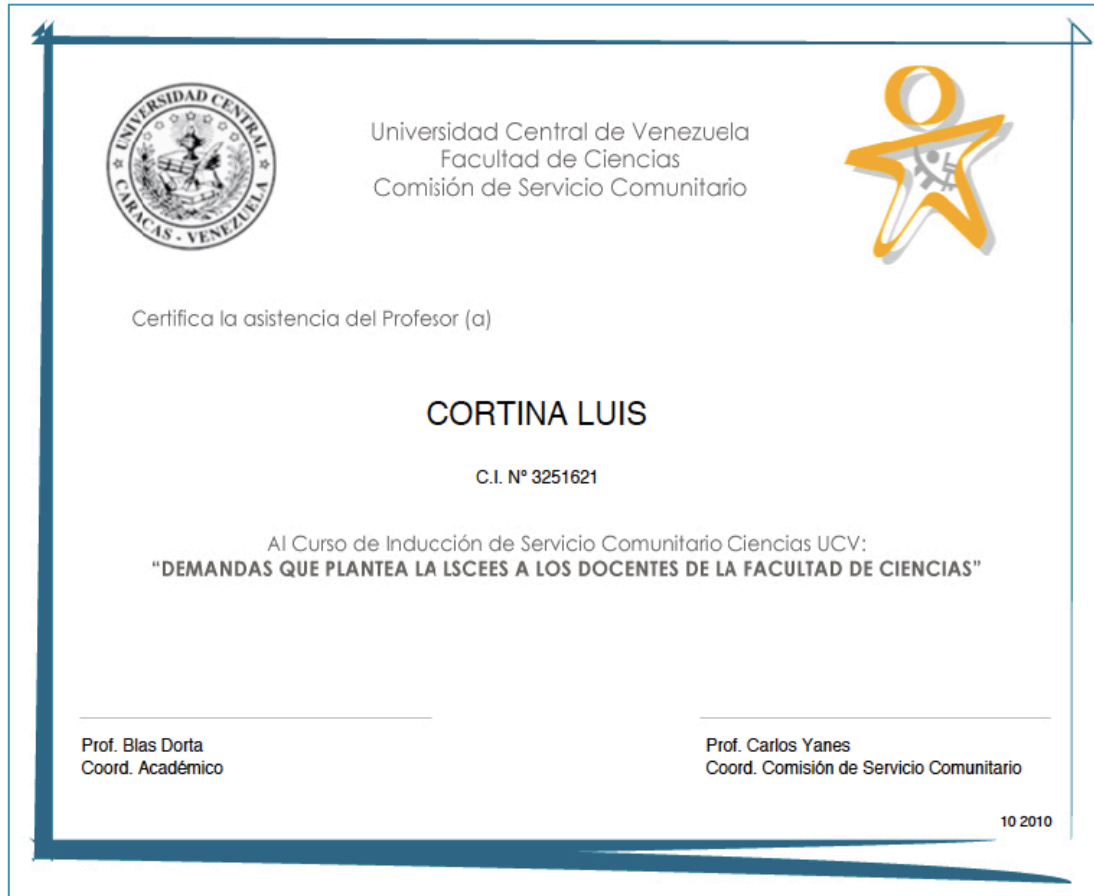 UNIVERSIDAD CENTRAL
CARACAS - VENEZUELA
Universidad Central de Venezuela
Facultad de Ciencias
Comisión de Servicio Comunitario
Certifica la asistencia del Profesor (a)
CORTINA LUIS
C.I. Nº 3251621
Al Curso de Inducción de Servicio Comunitario Ciencias UCV:
“DEMANDAS QUE PLANTEA LA LSCEES A LOS DOCENTES DE LA FACULTAD DE CIENCIAS”
Prof. Blas Dorta
Coord. Académico
Prof. Carlos Yanes
Coord. Comisión de Servicio Comunitario
10 2010